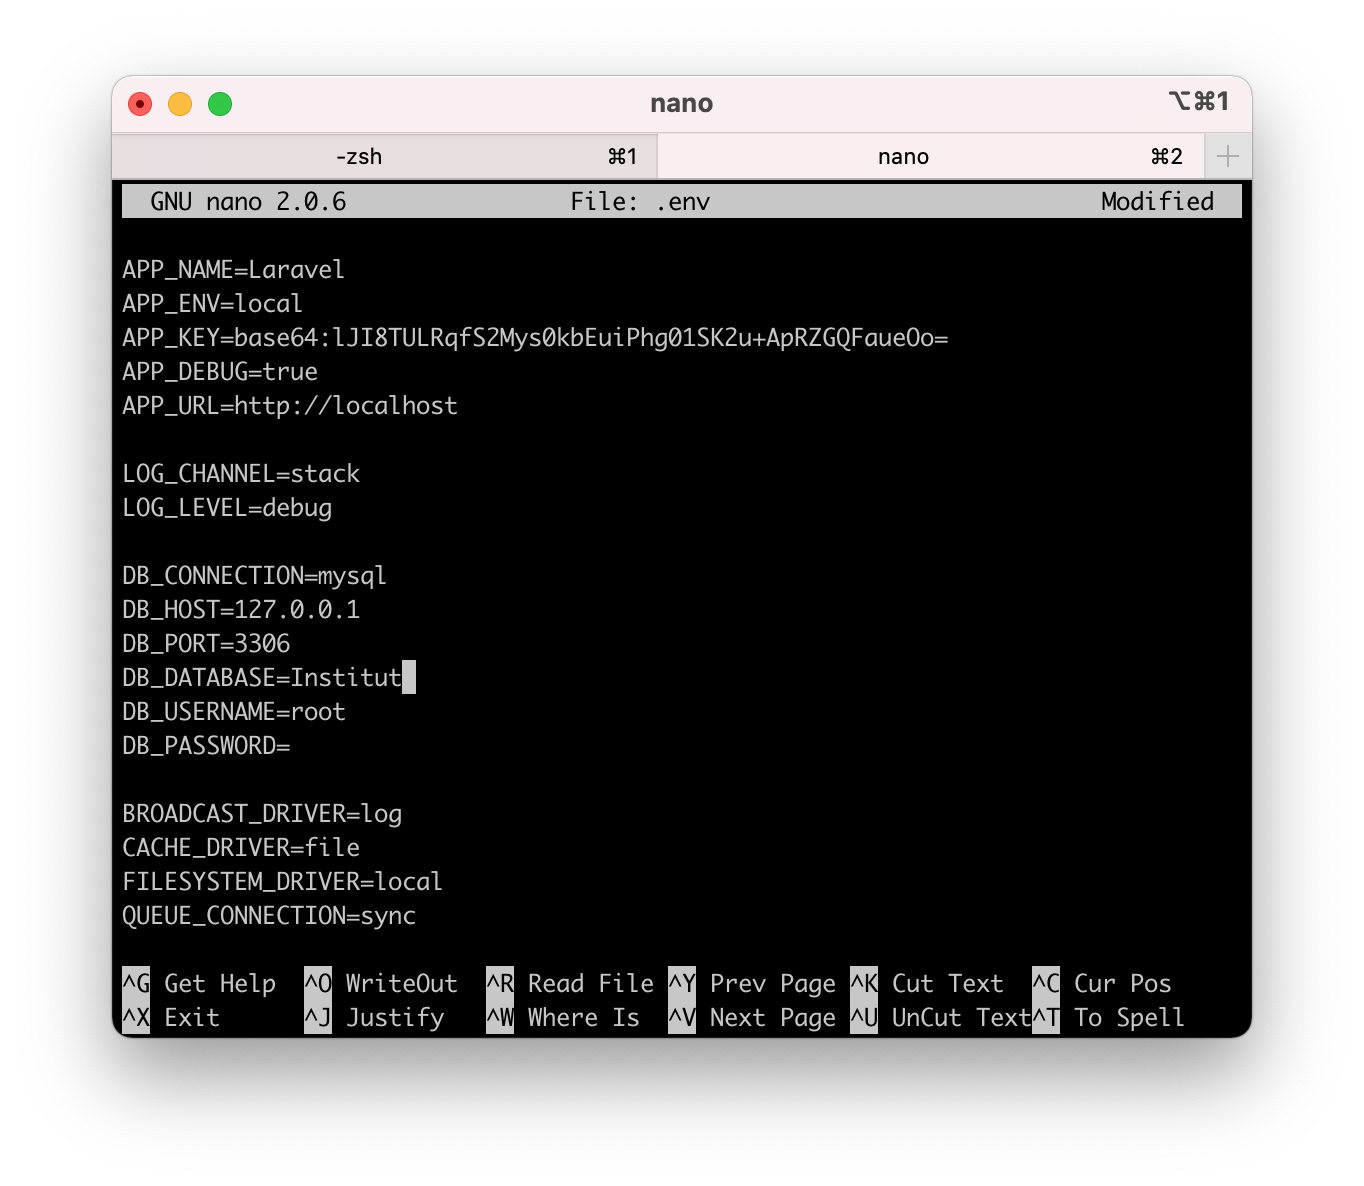 nano ⌥⌘1
-zsh ⌘1 nano ⌘2 +
GNU nano 2.0.6 File: .env Modified
APP_NAME=Laravel
APP_ENV=local
APP_KEY=base64:lJI8TULRqfS2Mys0kbEuiPhg01SK2u+ApRZGQFaueOo=
APP_DEBUG=true
APP_URL=http://localhost
LOG_CHANNEL=stack
LOG_LEVEL=debug
DB_CONNECTION=mysql
DB_HOST=127.0.0.1
DB_PORT=3306
DB_DATABASE=Institut
DB_USERNAME=root
DB_PASSWORD=
BROADCAST_DRIVER=log
CACHE_DRIVER=file
FILESYSTEM_DRIVER=local
QUEUE_CONNECTION=sync
^G Get Help ^O WriteOut ^R Read File ^Y Prev Page ^K Cut Text ^C Cur Pos
^X Exit ^J Justify ^W Where Is ^V Next Page ^U UnCut Text ^T To Spell